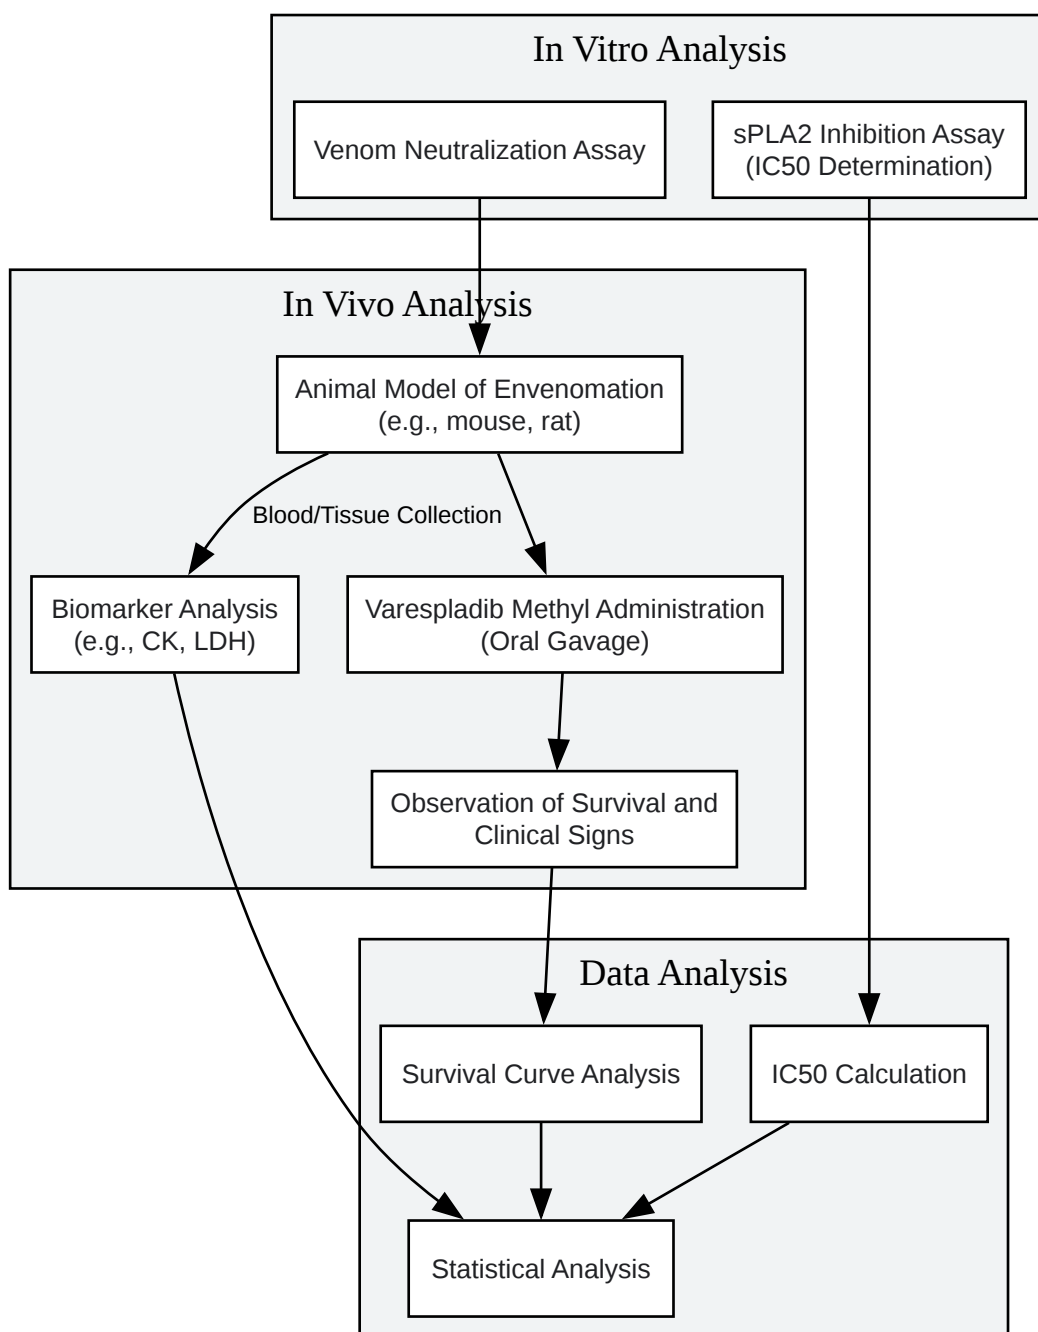 In Vitro Analysis
Venom Neutralization Assay
sPLA2 Inhibition Assay
(IC50 Determination)
In Vivo Analysis
Animal Model of Envenomation
(e.g., mouse, rat)
Blood/Tissue Collection
Biomarker Analysis
(e.g., CK, LDH)
Varespladib Methyl Administration
(Oral Gavage)
Observation of Survival and
Clinical Signs
Data Analysis
Survival Curve Analysis
IC50 Calculation
Statistical Analysis